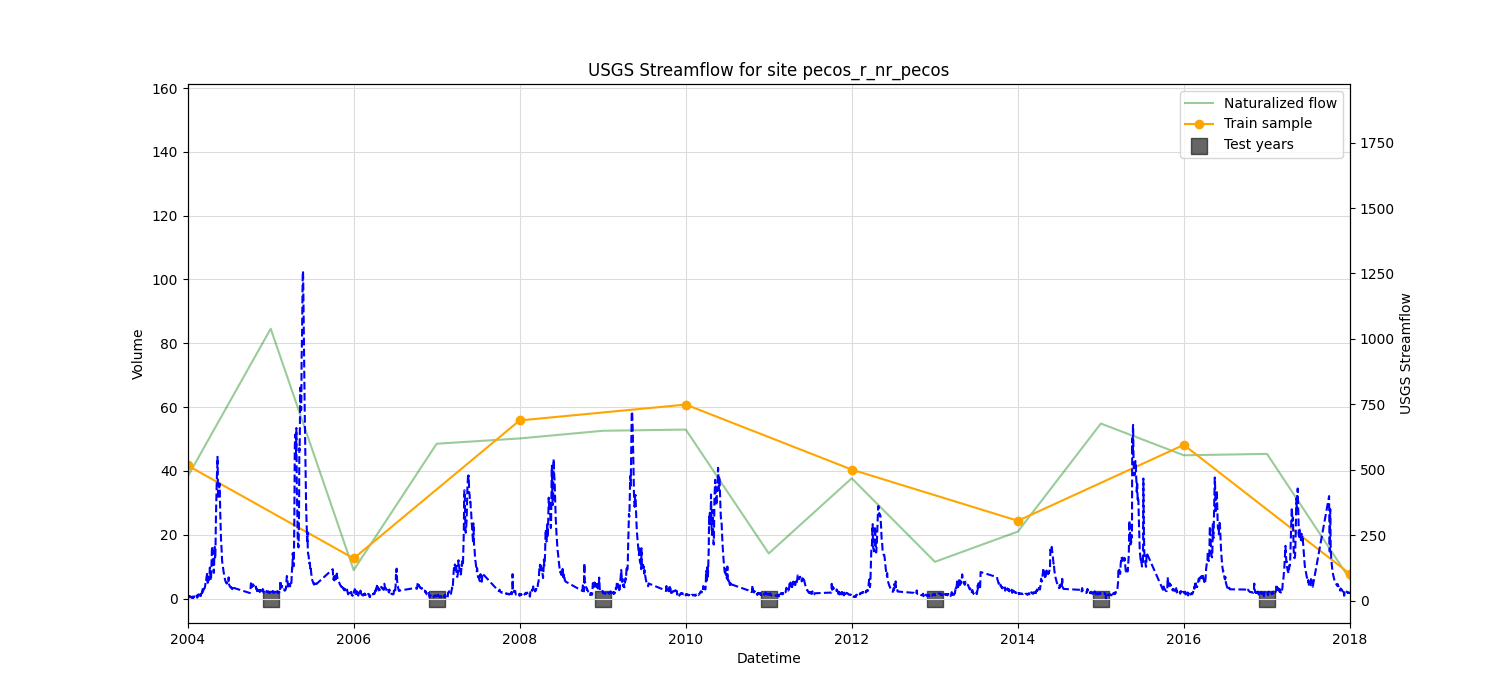 USGS Streamflow for site pecos_r_nr_pecos
Naturalized flow
Train sample
Test years
160
140
120
100
80
60
40
20
0
Volume
1750
1500
1250
1000
750
500
250
0
USGS Streamflow
2004 2006 2008 2010 2012 2014 2016 2018
Datetime